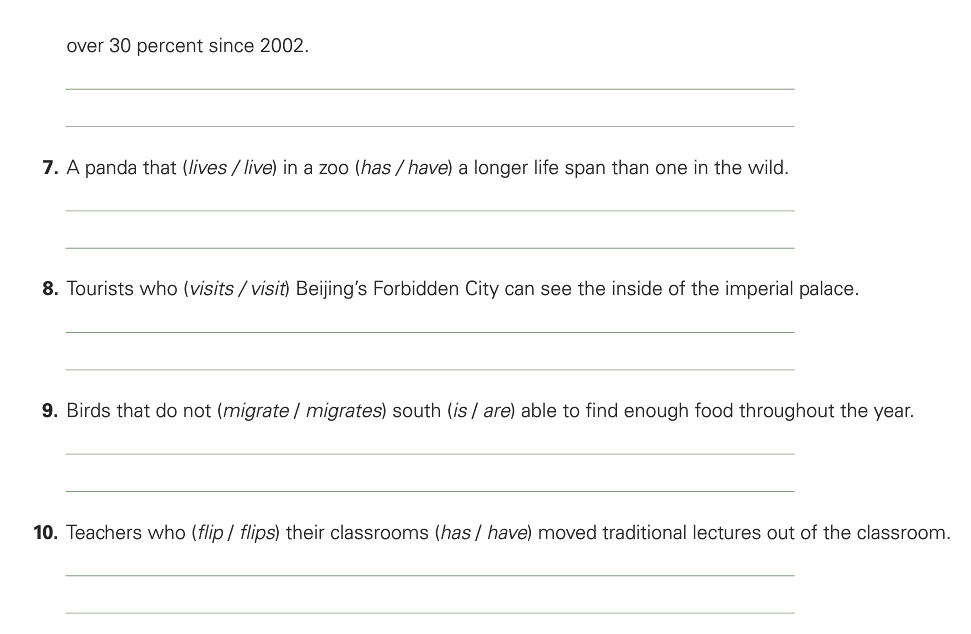 over 30 percent since 2002.
7. A panda that (lives / live) in a zoo (has / have) a longer life span than one in the wild.
8. Tourists who (visits / visit) Beijing’s Forbidden City can see the inside of the imperial palace.
9. Birds that do not (migrate / migrates) south (is / are) able to find enough food throughout the year.
10. Teachers who (flip / flips) their classrooms (has / have) moved traditional lectures out of the classroom.